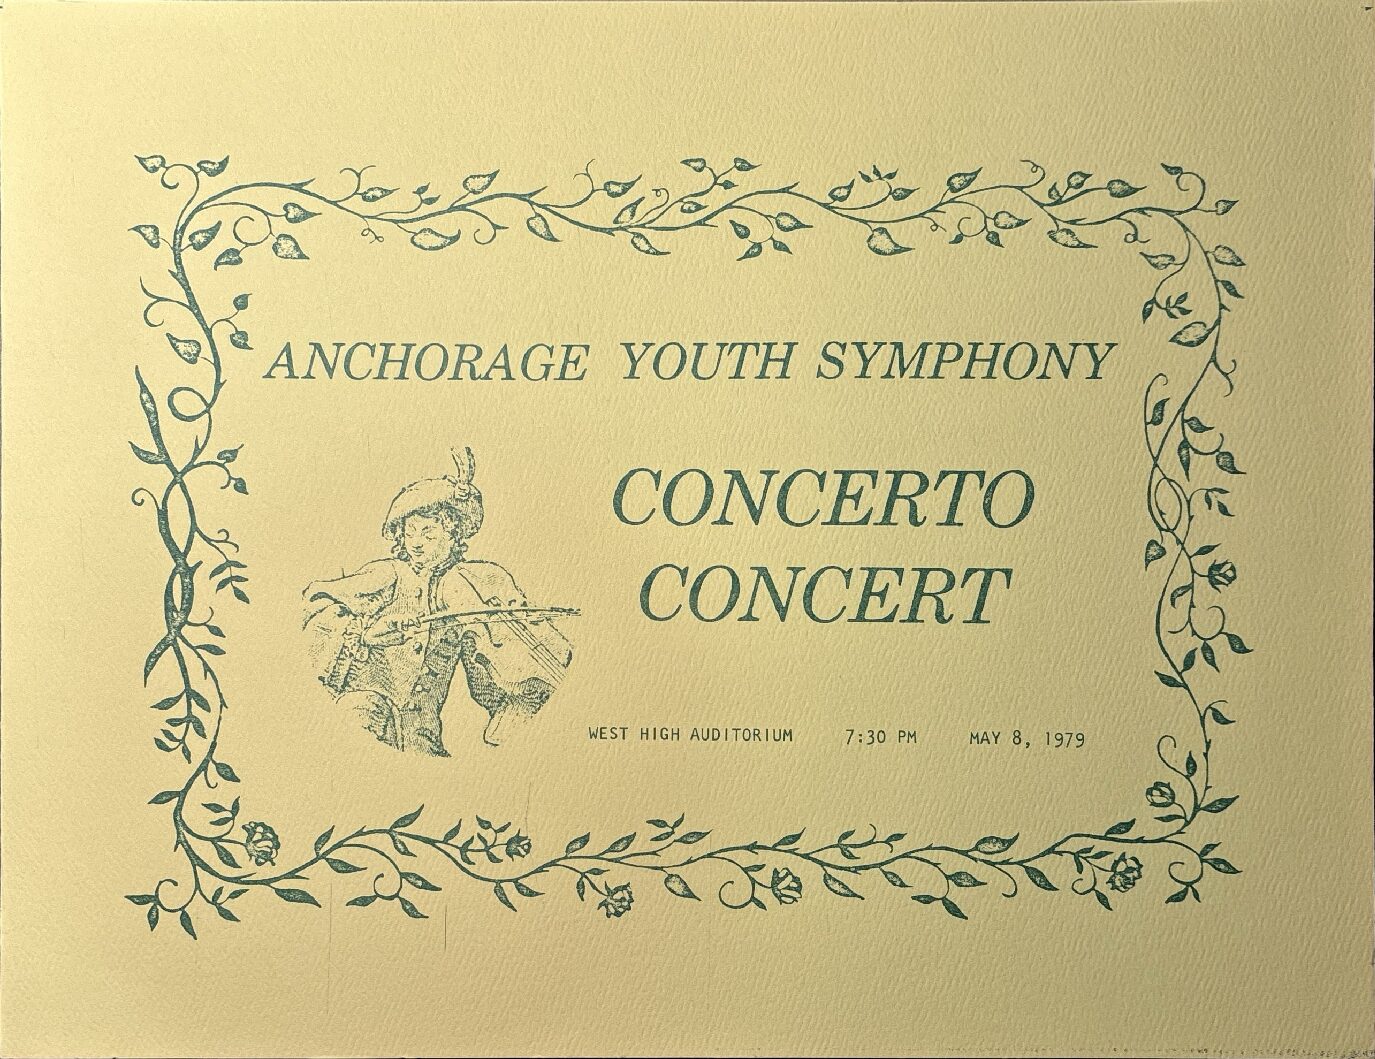 ANCHORAGE YOUTH SYMPHONY
CONCERTO
CONCERT
WEST HIGH AUDITORIUM 7:30 PM MAY 8, 1979